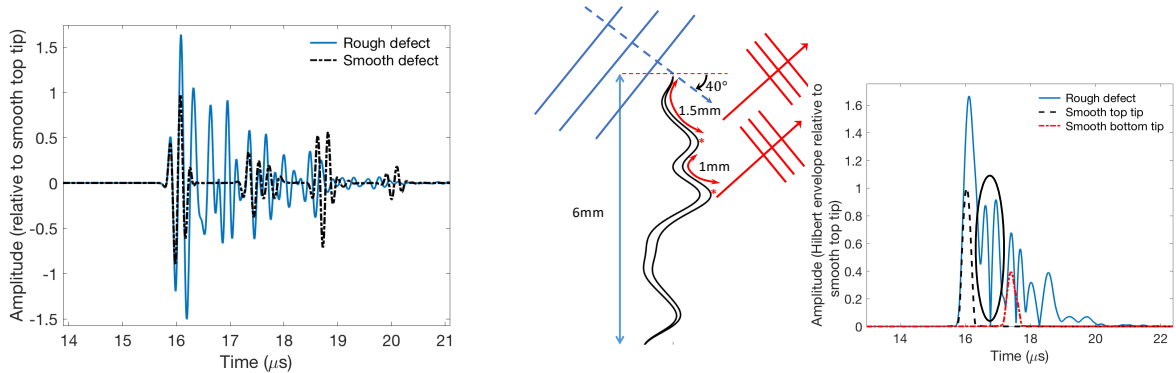 Amplitude (relative to smooth top tip)
1.5
1
0.5
0
-0.5
-1
-1.5
Rough defect
Smooth defect
14 15 16 17 18 19 20 21
Time (μs)
40°
1.5mm
*
1mm
*
6mm
Amplitude (Hilbert envelope relative to
smooth top tip)
1.6
1.4
1.2
1
0.8
0.6
0.4
0.2
0
Rough defect
Smooth top tip
Smooth bottom tip
14 16 18 20 22
Time (μs)